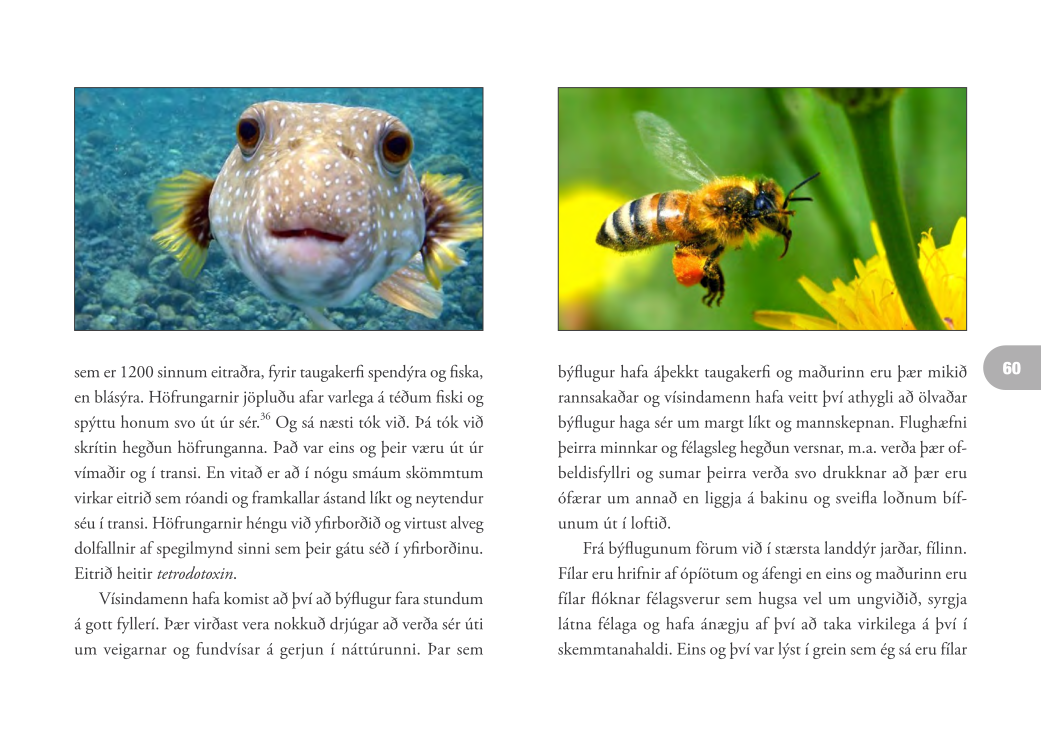 sem er 1200 sinnum eitraðra, fyrir taugakerfi spendýra og fiska,
en blásýra. Höfrungarnir jöpluðu afar varlega á téðum fiski og
spýttu honum svo út úr sér.36 Og sá næsti tók við. Þá tók við
skrítin hegðun höfrunganna. Það var eins og þeir væru út úr
vímaðir og í transi. En vitað er að í nógu smáum skömmtum
virkar eitrið sem róandi og framkallar ástand líkt og neytendur
séu í transi. Höfrungarnir héngu við yfirborðið og virtust alveg
dolfallnir af spegilmynd sinni sem þeir gátu séð í yfirborðinu.
Eitrið heitir tetrodotoxin.
Vísindamenn hafa komist að því að býflugur fara stundum
á gott fyllerí. Þær virðast vera nokkuð drjúgar að verða sér úti
um veigarnar og fundvísar á gerjun í náttúrunni. Þar sem
býflugur hafa áþekkt taugakerfi og maðurinn eru þær mikið
rannsakaðar og vísindamenn hafa veitt því athygli að ölvaðar
býflugur haga sér um margt líkt og mannskepnan. Flughæfni
þeirra minnkar og félagsleg hegðun versnar, m.a. verða þær of-
beldisfyllri og sumar þeirra verða svo drukknar að þær eru
ófærar um annað en liggja á bakinu og sveifla loðnum bíf-
unum út í loftið.
Frá býflugunum förum við í stærsta landdýr jarðar, fílinn.
Fílar eru hrifnir af ópíötum og áfengi en eins og maðurinn eru
fílar flóknar félagsverur sem hugsa vel um ungviðið, syrgja
látna félaga og hafa ánægju af því að taka virkilega á því í
skemmtanahaldi. Eins og því var lýst í grein sem ég sá eru fílar
60